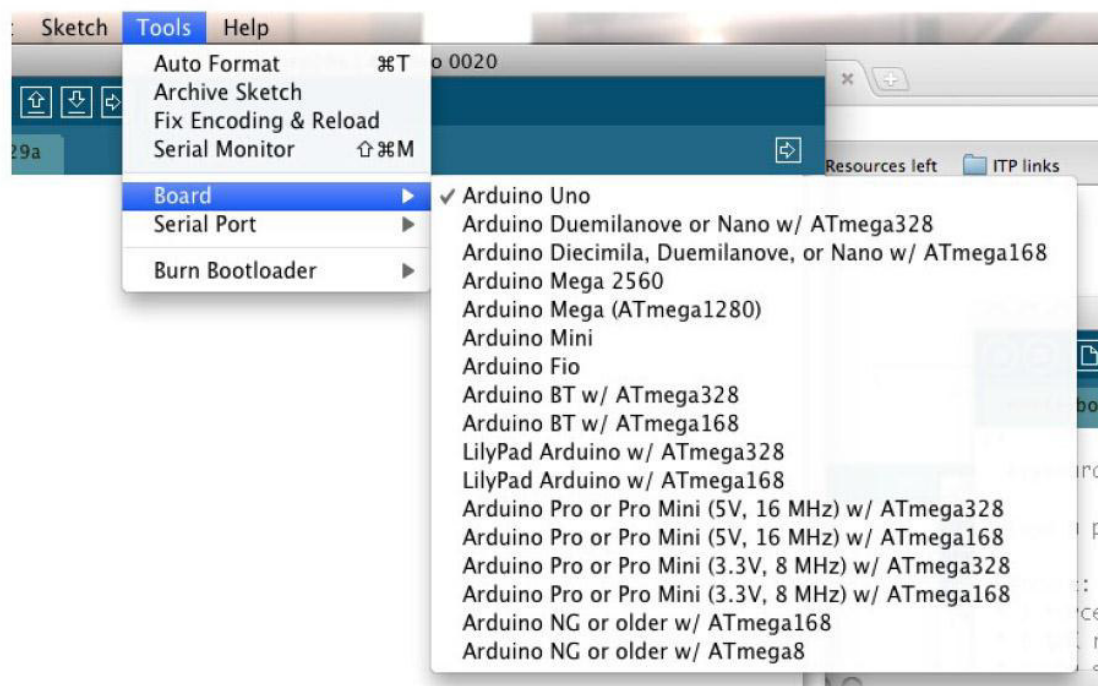 Sketch Tools Help
Auto Format ⌘T
o 0020
Archive Sketch
Fix Encoding & Reload
Serial Monitor ⇧⌘M
29a
Resources left ITP links
Board
Serial Port
Burn Bootloader
✓ Arduino Uno
Arduino Duemilanove or Nano w/ ATmega328
Arduino Diecimila, Duemilanove, or Nano w/ ATmega168
Arduino Mega 2560
Arduino Mega (ATmega1280)
Arduino Mini
Arduino Fio
Arduino BT w/ ATmega328
Arduino BT w/ ATmega168
LilyPad Arduino w/ ATmega328
LilyPad Arduino w/ ATmega168
Arduino Pro or Pro Mini (5V, 16 MHz) w/ ATmega328
Arduino Pro or Pro Mini (5V, 16 MHz) w/ ATmega168
Arduino Pro or Pro Mini (3.3V, 8 MHz) w/ ATmega328
Arduino Pro or Pro Mini (3.3V, 8 MHz) w/ ATmega168
Arduino NG or older w/ ATmega168
Arduino NG or older w/ ATmega8